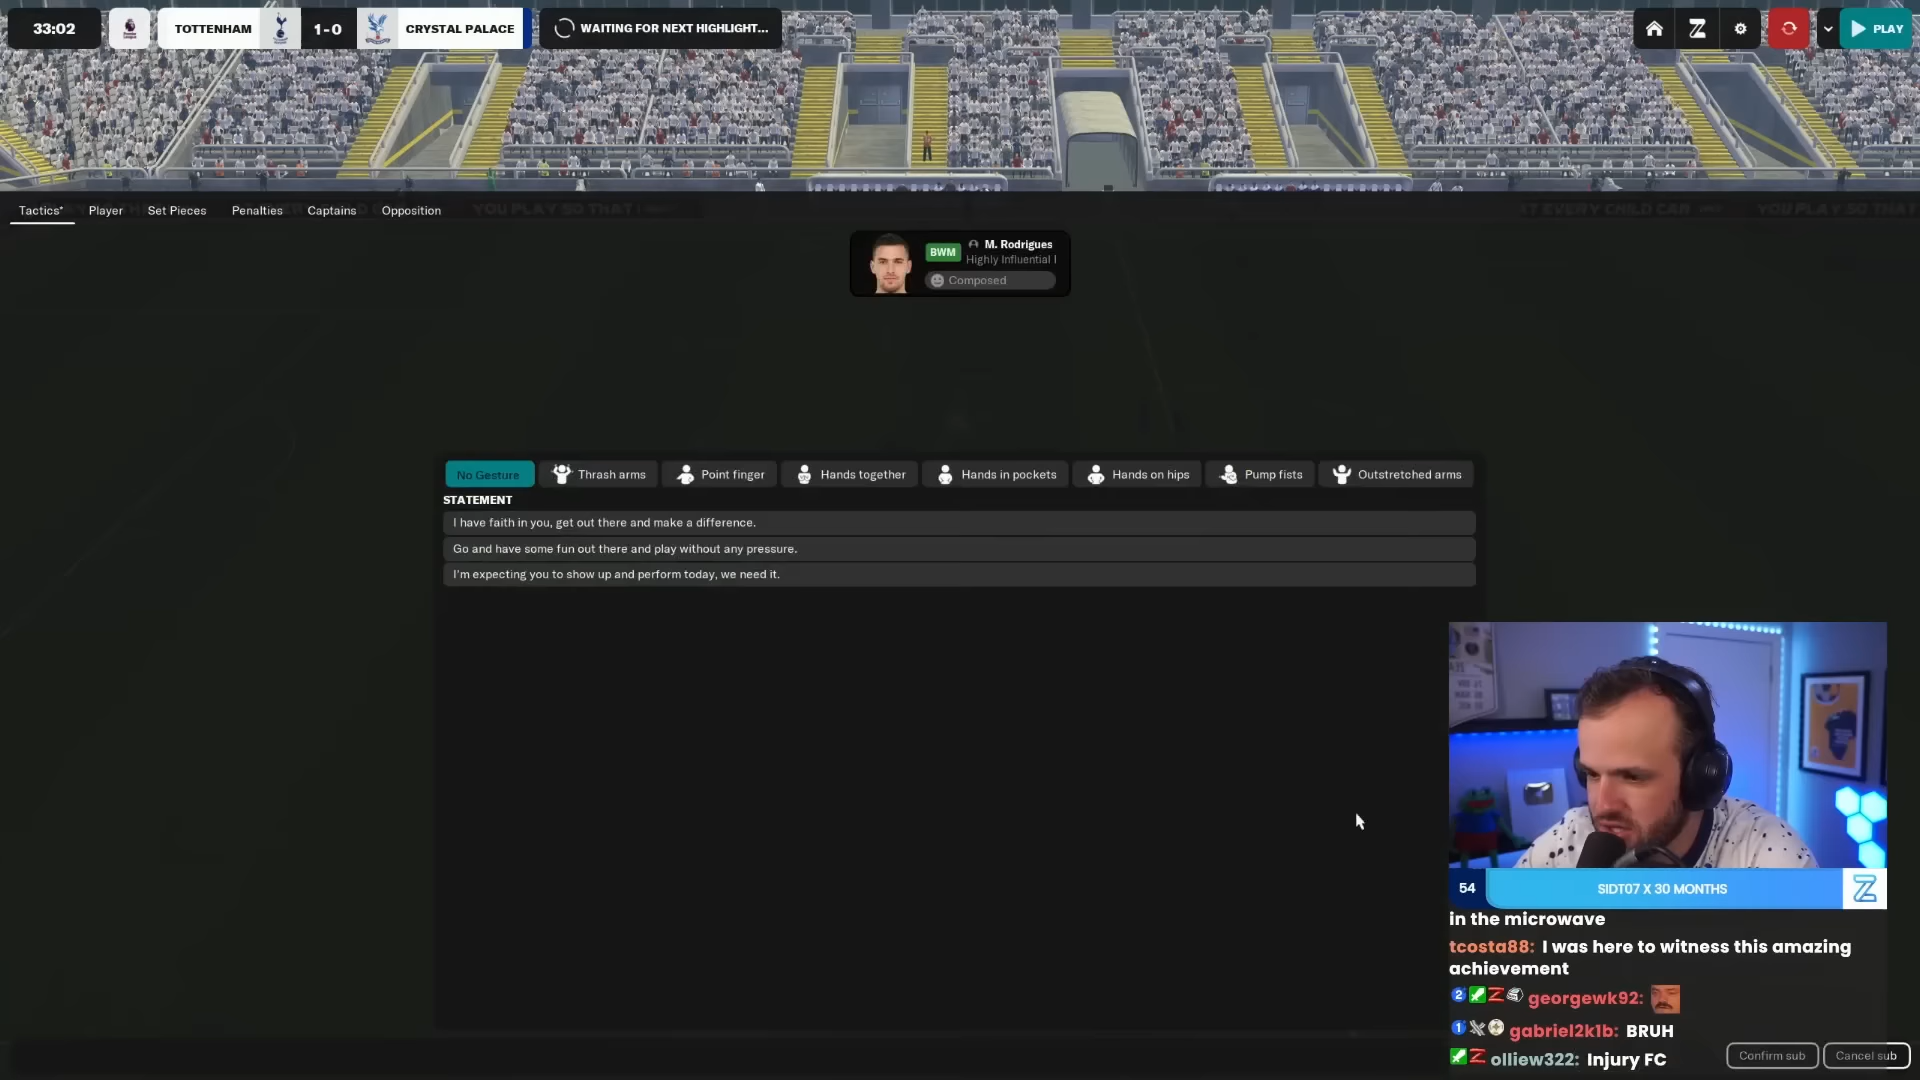 33:02
TOTTENHAM
1 - 0
CRYSTAL PALACE
WAITING FOR NEXT HIGHLIGHT...
PLAY
Tactics*
Player
Set Pieces
Penalties
Captains
Opposition
BWM
M. Rodrigues
Highly Influential
Composed
No Gesture
Thrash arms
Point finger
Hands together
Hands in pockets
Hands on hips
Pump fists
Outstretched arms
STATEMENT
I have faith in you, get out there and make a difference.
Go and have some fun out there and play without any pressure.
I'm expecting you to show up and perform today, we need it.
54
SIDT07 X 30 MONTHS
in the microwave
tcosta88: I was here to witness this amazing
achievement
georgewk92:
gabriel2k1b: BRUH
olliew322: Injury FC
Confirm sub
Cancel sub